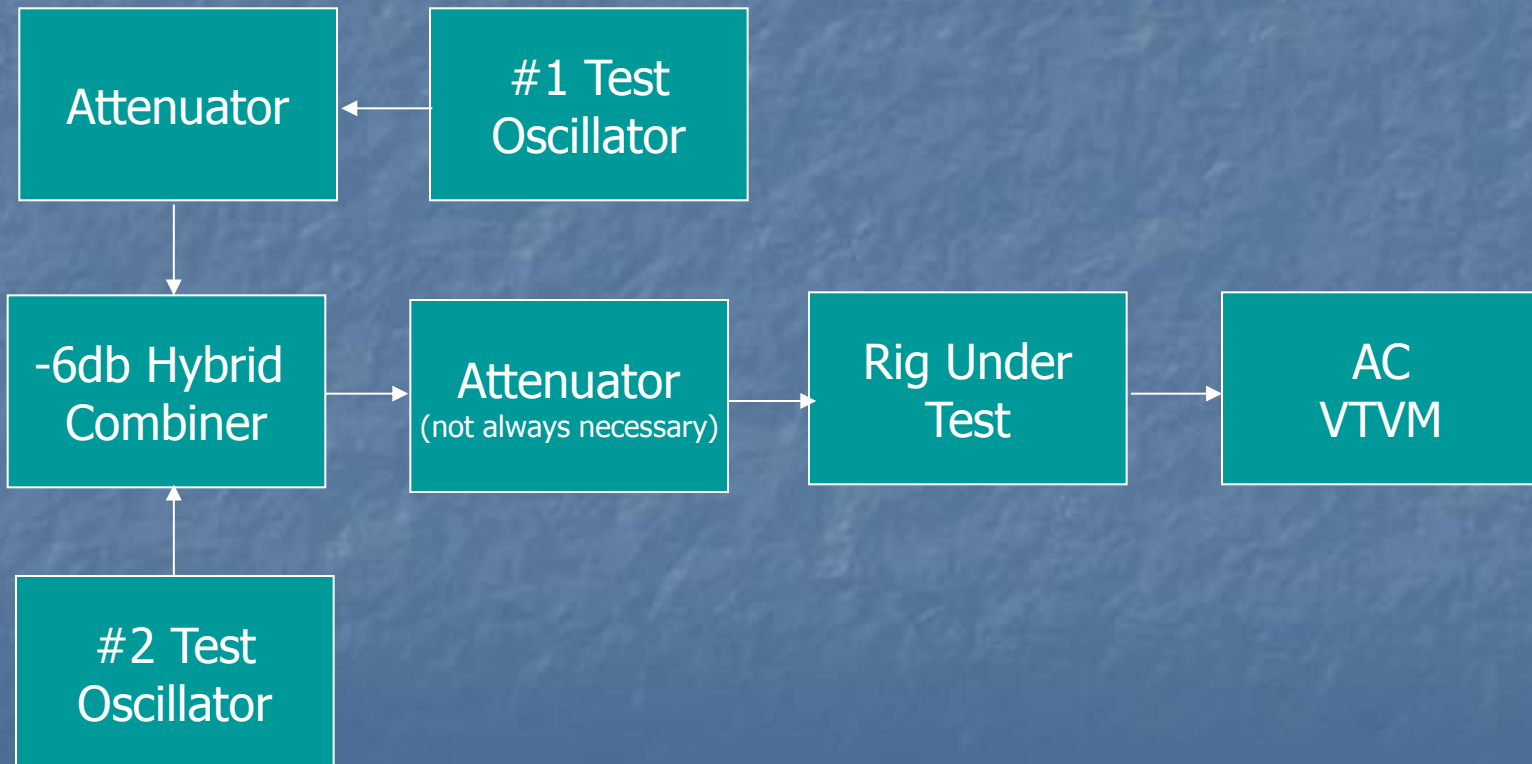 Attenuator
#1 Test
Oscillator
-6db Hybrid
Combiner
Attenuator
(not always necessary)
Rig Under
Test
AC
VTVM
#2 Test
Oscillator